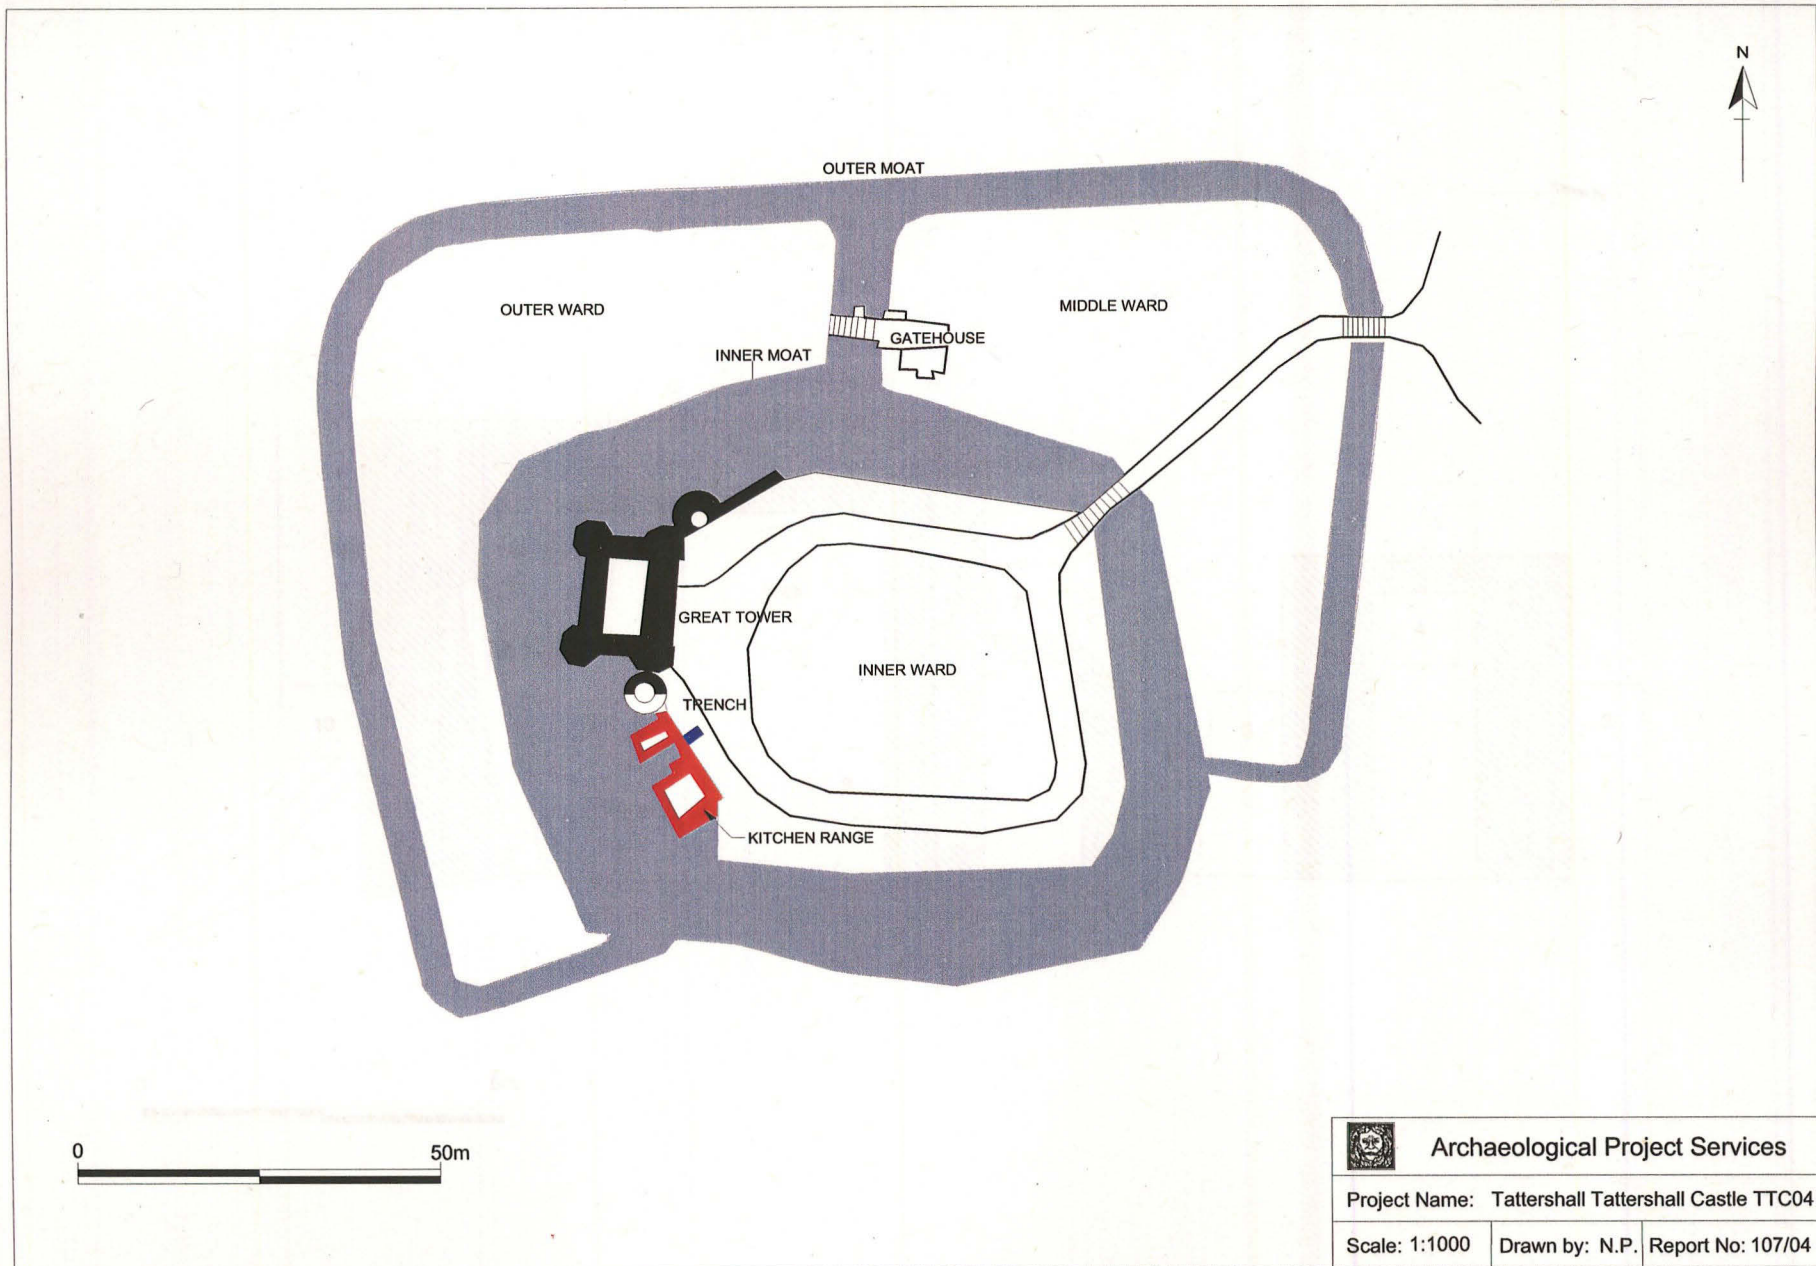 N
OUTER MOAT
OUTER WARD
MIDDLE WARD
GATEHOUSE
INNER MOAT
GREAT TOWER
INNER WARD
TRENCH
KITCHEN RANGE
0 50m
Archaeological Project Services
Project Name: Tattershall Tattershall Castle TTC04
Scale: 1:1000 Drawn by: N.P. Report No: 107/04